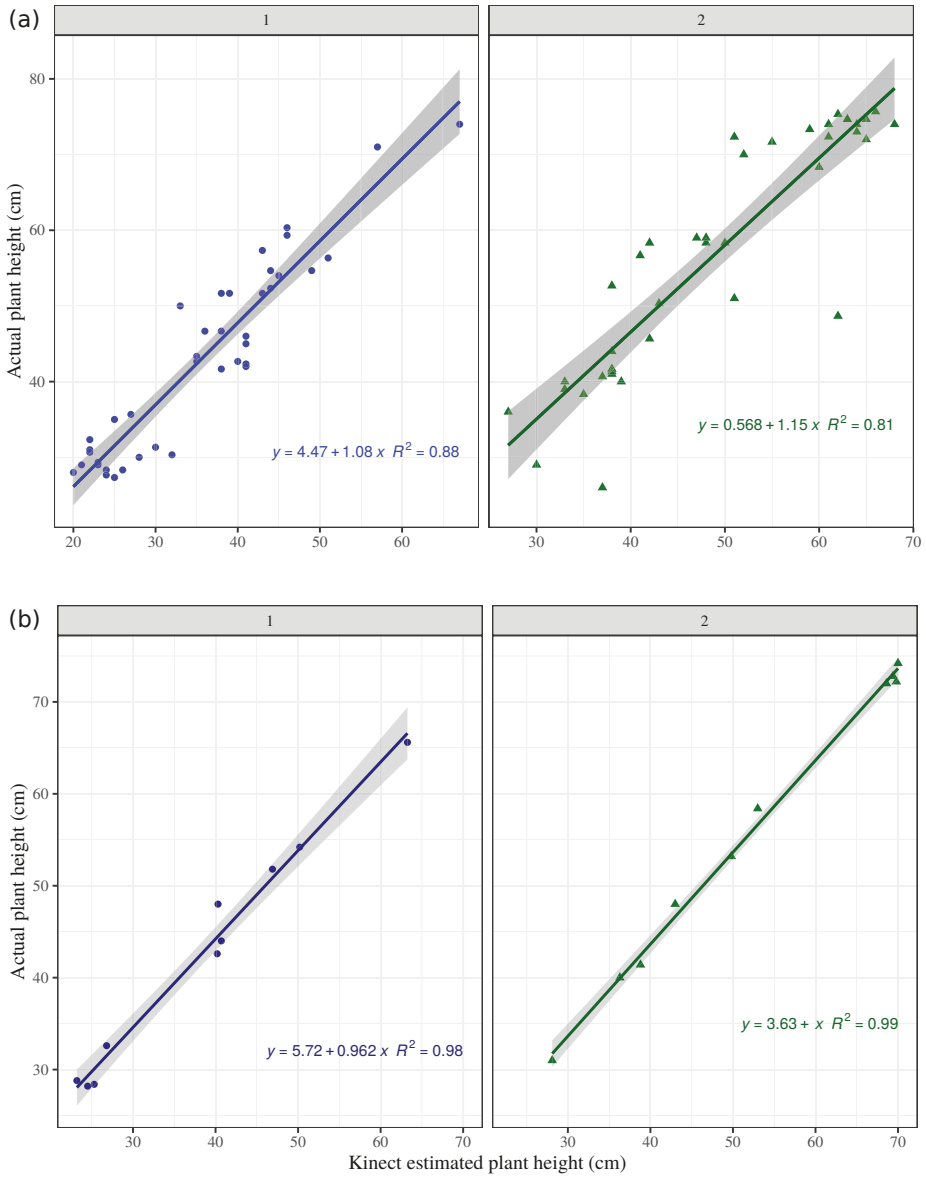 (a)
1
2
80
60
40
Actual plant height (cm)
y = 4.47 + 1.08 x R² = 0.88
y = 0.568 + 1.15 x R² = 0.81
20 30 40 50 60
30 40 50 60 70
(b)
1
2
70
60
50
40
30
Actual plant height (cm)
y = 5.72 + 0.962 x R² = 0.98
y = 3.63 + x R² = 0.99
30 40 50 60 70
30 40 50 60 70
Kinect estimated plant height (cm)